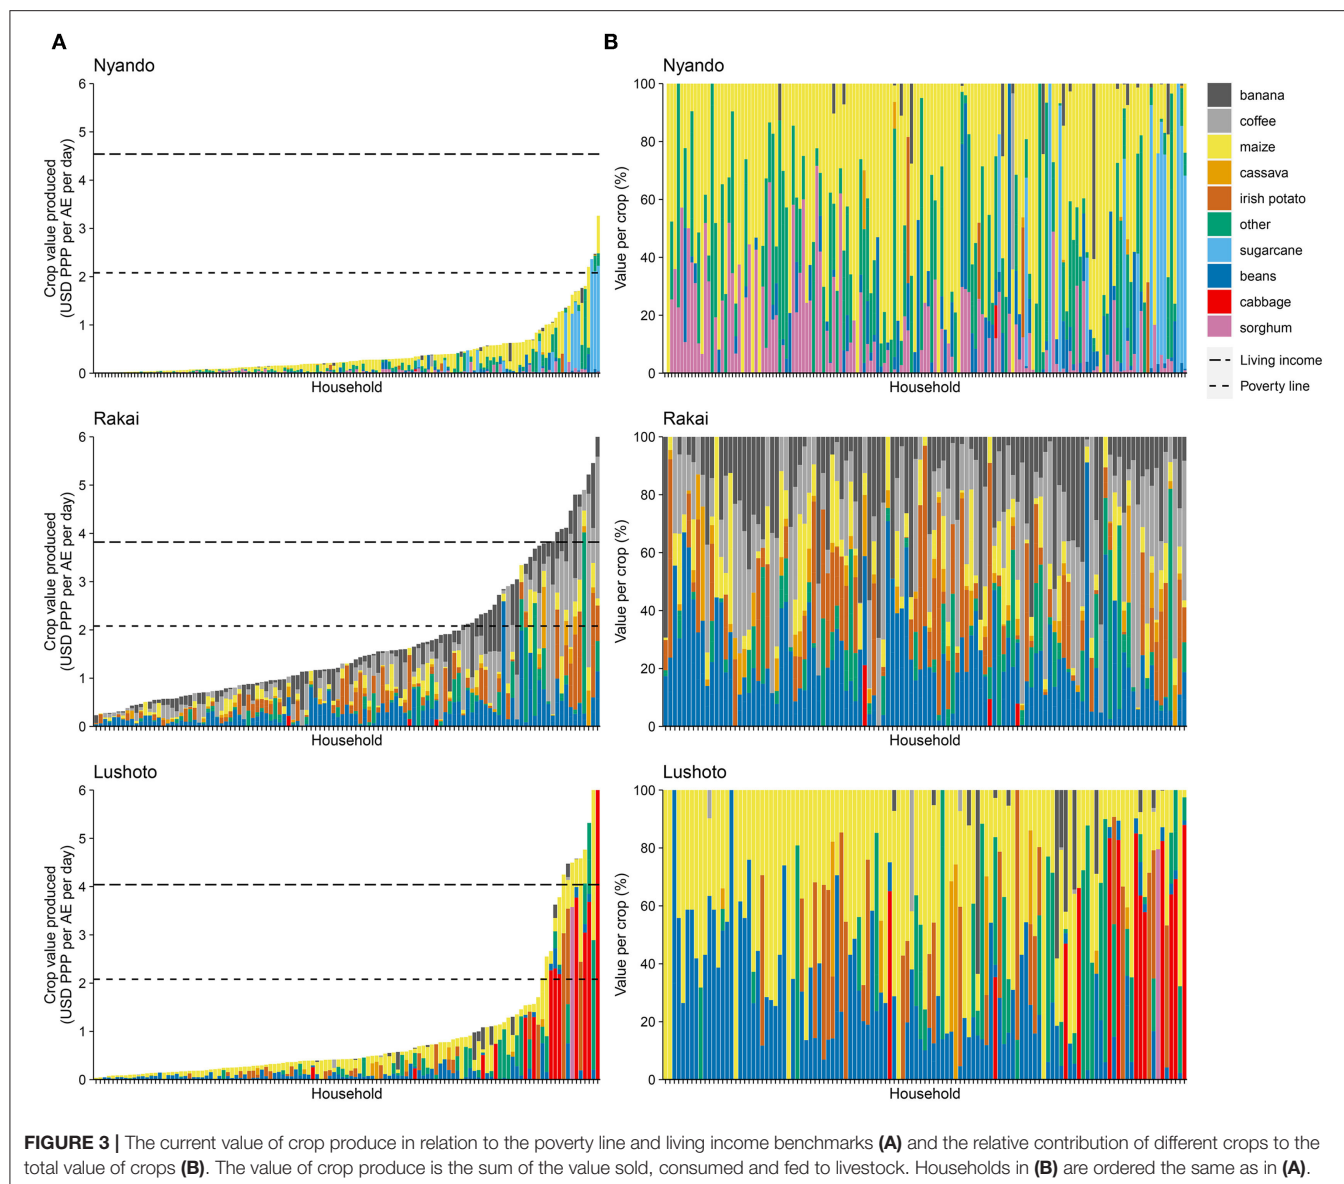 A
B
Nyando
Nyando
6
5
4
3
2
1
0
Crop value produced
(USD PPP per AE per day)
Household
100
80
60
40
20
0
Value per crop (%)
Household
banana
coffee
maize
cassava
irish potato
other
sugarcane
beans
cabbage
sorghum
Living income
Poverty line
Rakai
Rakai
6
5
4
3
2
1
0
Crop value produced
(USD PPP per AE per day)
Household
100
80
60
40
20
0
Value per crop (%)
Household
Lushoto
Lushoto
6
5
4
3
2
1
0
Crop value produced
(USD PPP per AE per day)
Household
100
80
60
40
20
0
Value per crop (%)
Household
FIGURE 3 | The current value of crop produce in relation to the poverty line and living income benchmarks (A) and the relative contribution of different crops to the
total value of crops (B). The value of crop produce is the sum of the value sold, consumed and fed to livestock. Households in (B) are ordered the same as in (A).